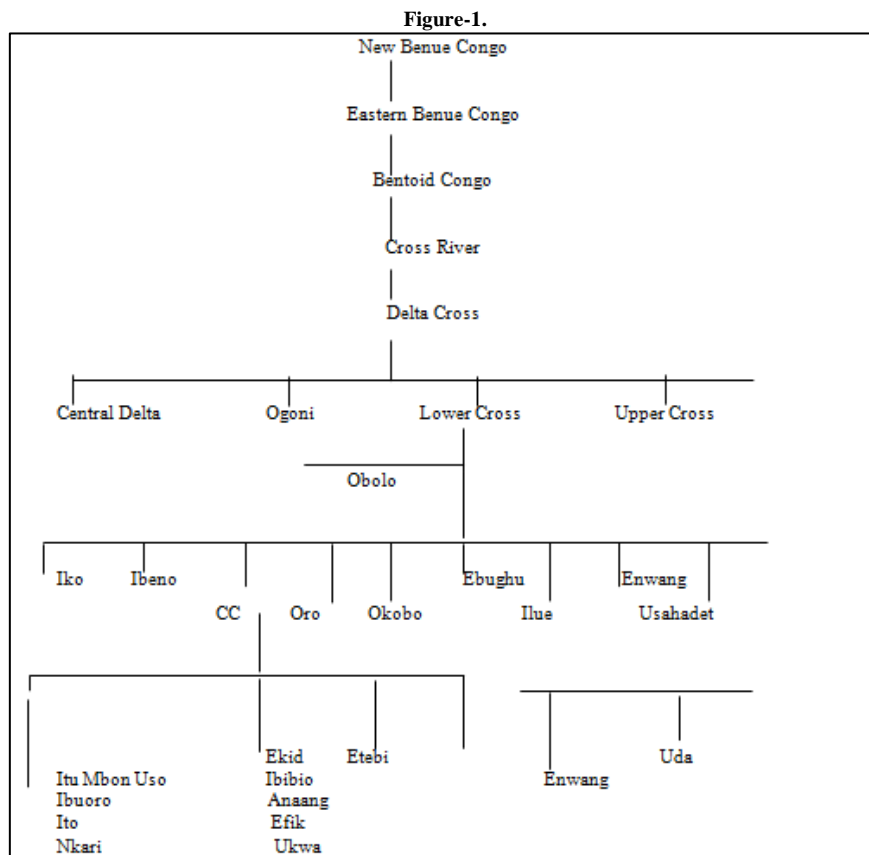 Figure-1.
New Benue Congo
Eastern Benue Congo
Bentoid Congo
Cross River
Delta Cross
Central Delta Ogoni Lower Cross Upper Cross
Obolo
Iko Ibeno Ebughu Enwang
CC Oro Okobo Ilue Usahadet
Ekid Etebi Uda
Itu Mbon Uso Ibibio Enwang
Ibuoro Anaang
Ito Efik
Nkari Ukwa